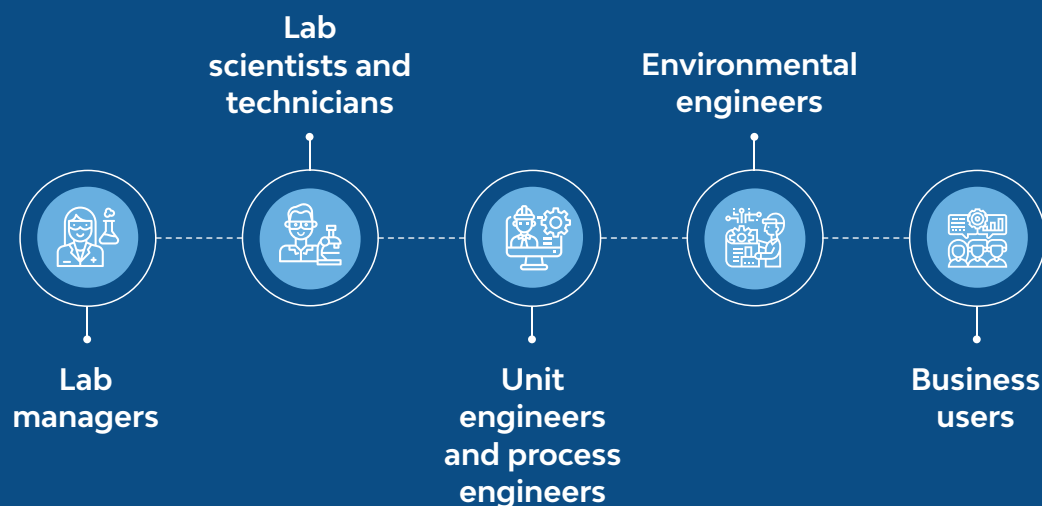 Lab
managers
Lab
scientists and
technicians
Unit
engineers
and process
engineers
Environmental
engineers
Business
users